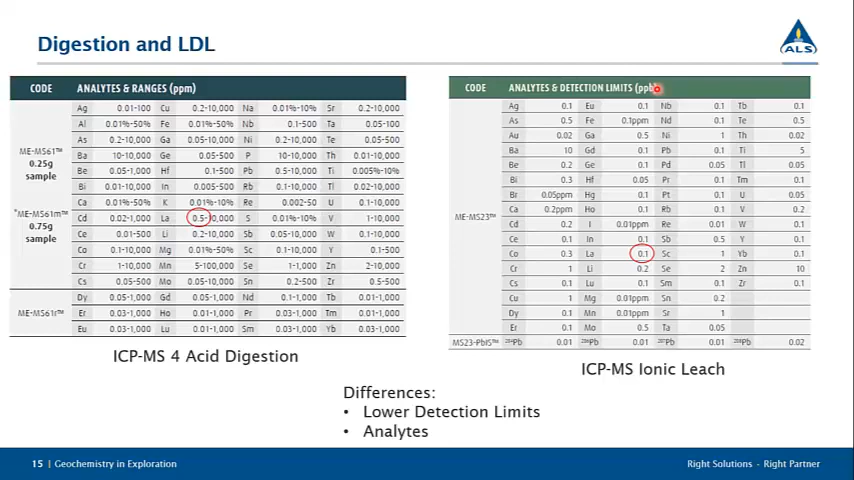 Digestion and LDL
ALS
CODE ANALYTES & RANGES (ppm)
ME-MS61™
0.25g
sample
*ME-MS61m™
0.75g
sample
Ag 0.01-100 Cu 0.2-10,000 Na 0.01%-10% Sr 0.2-10,000
Al 0.01%-50% Fe 0.01%-50% Nb 0.1-500 Ta 0.05-100
As 0.2-10,000 Ga 0.05-10,000 Ni 0.2-10,000 Te 0.05-500
Ba 10-10,000 Ge 0.05-500 P 10-10,000 Th 0.01-10,000
Be 0.05-1,000 Hf 0.1-500 Pb 0.5-10,000 Ti 0.005%-10%
Bi 0.01-10,000 In 0.005-500 Rb 0.1-10,000 Tl 0.02-10,000
Ca 0.01%-50% K 0.01%-10% Re 0.002-50 U 0.1-10,000
Cd 0.02-1,000 La 0.5-10,000 S 0.01%-10% V 1-10,000
Ce 0.01-500 Li 0.2-10,000 Sb 0.05-10,000 W 0.1-10,000
Co 0.1-10,000 Mg 0.01%-50% Sc 0.1-10,000 Y 0.1-500
Cr 1-10,000 Mn 5-100,000 Se 1-1,000 Zn 2-10,000
Cs 0.05-500 Mo 0.05-10,000 Sn 0.2-500 Zr 0.5-500
ME-MS61r™
Dy 0.05-1,000 Gd 0.05-1,000 Nd 0.1-1,000 Tb 0.01-1,000
Er 0.03-1,000 Ho 0.01-1,000 Pr 0.03-1,000 Tm 0.01-1,000
Eu 0.03-1,000 Lu 0.01-1,000 Sm 0.03-1,000 Yb 0.03-1,000
ICP-MS 4 Acid Digestion
CODE ANALYTES & DETECTION LIMITS (ppb)
ME-MS23™
Ag 0.1 Eu 0.1 Nb 0.1 Tb 0.1
As 0.5 Fe 0.1ppm Nd 0.1 Te 0.5
Au 0.02 Ga 0.5 Ni 1 Th 0.02
Ba 10 Gd 0.1 Pb 0.1 Ti 5
Be 0.2 Ge 0.1 Pd 0.05 Tl 0.05
Bi 0.3 Hf 0.05 Pr 0.1 Tm 0.1
Br 0.05ppm Hg 0.1 Pt 0.1 U 0.05
Ca 0.2ppm Ho 0.1 Rb 0.1 V 0.2
Cd 0.2 I 0.01ppm Re 0.01 W 0.1
Ce 0.1 In 0.1 Sb 0.5 Y 0.1
Co 0.3 La 0.1 Sc 1 Yb 0.1
Cr 1 Li 0.2 Se 2 Zn 10
Cs 0.1 Lu 0.1 Sm 0.1 Zr 0.1
Cu 1 Mg 0.01ppm Sn 0.2
Dy 0.1 Mn 0.01ppm Sr 1
Er 0.1 Mo 0.5 Ta 0.05
MS23-PbIS™ ²⁰⁴Pb 0.01 ²⁰⁶Pb 0.01 ²⁰⁷Pb 0.01 ²⁰⁸Pb 0.02
ICP-MS Ionic Leach
Differences:
• Lower Detection Limits
• Analytes
15 | Geochemistry in Exploration
Right Solutions · Right Partner